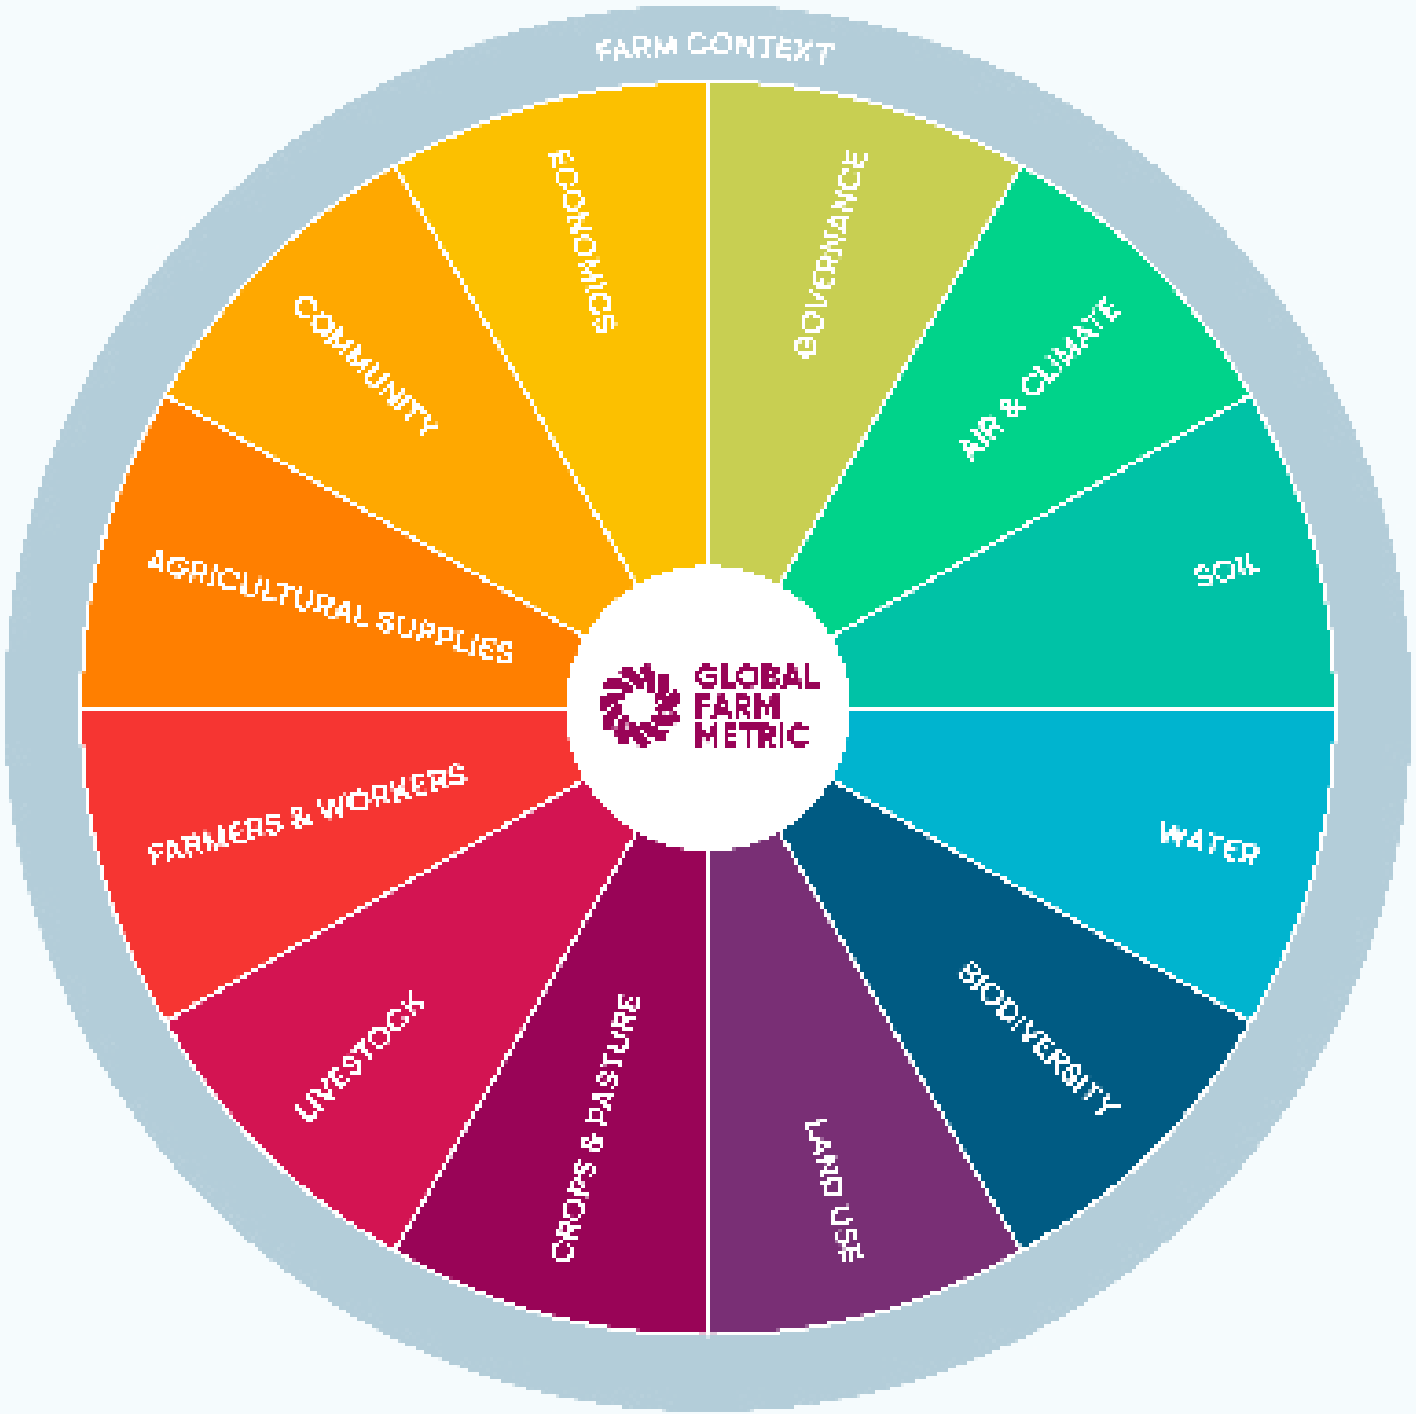 FARM CONTEXT
GOVERNANCE
AIR & CLIMATE
SOIL
WATER
BIODIVERSITY
LAND USE
CROPS & PASTURE
LIVESTOCK
FARMERS & WORKERS
AGRICULTURAL SUPPLIES
COMMUNITY
ECONOMICS
GLOBAL
FARM
METRIC